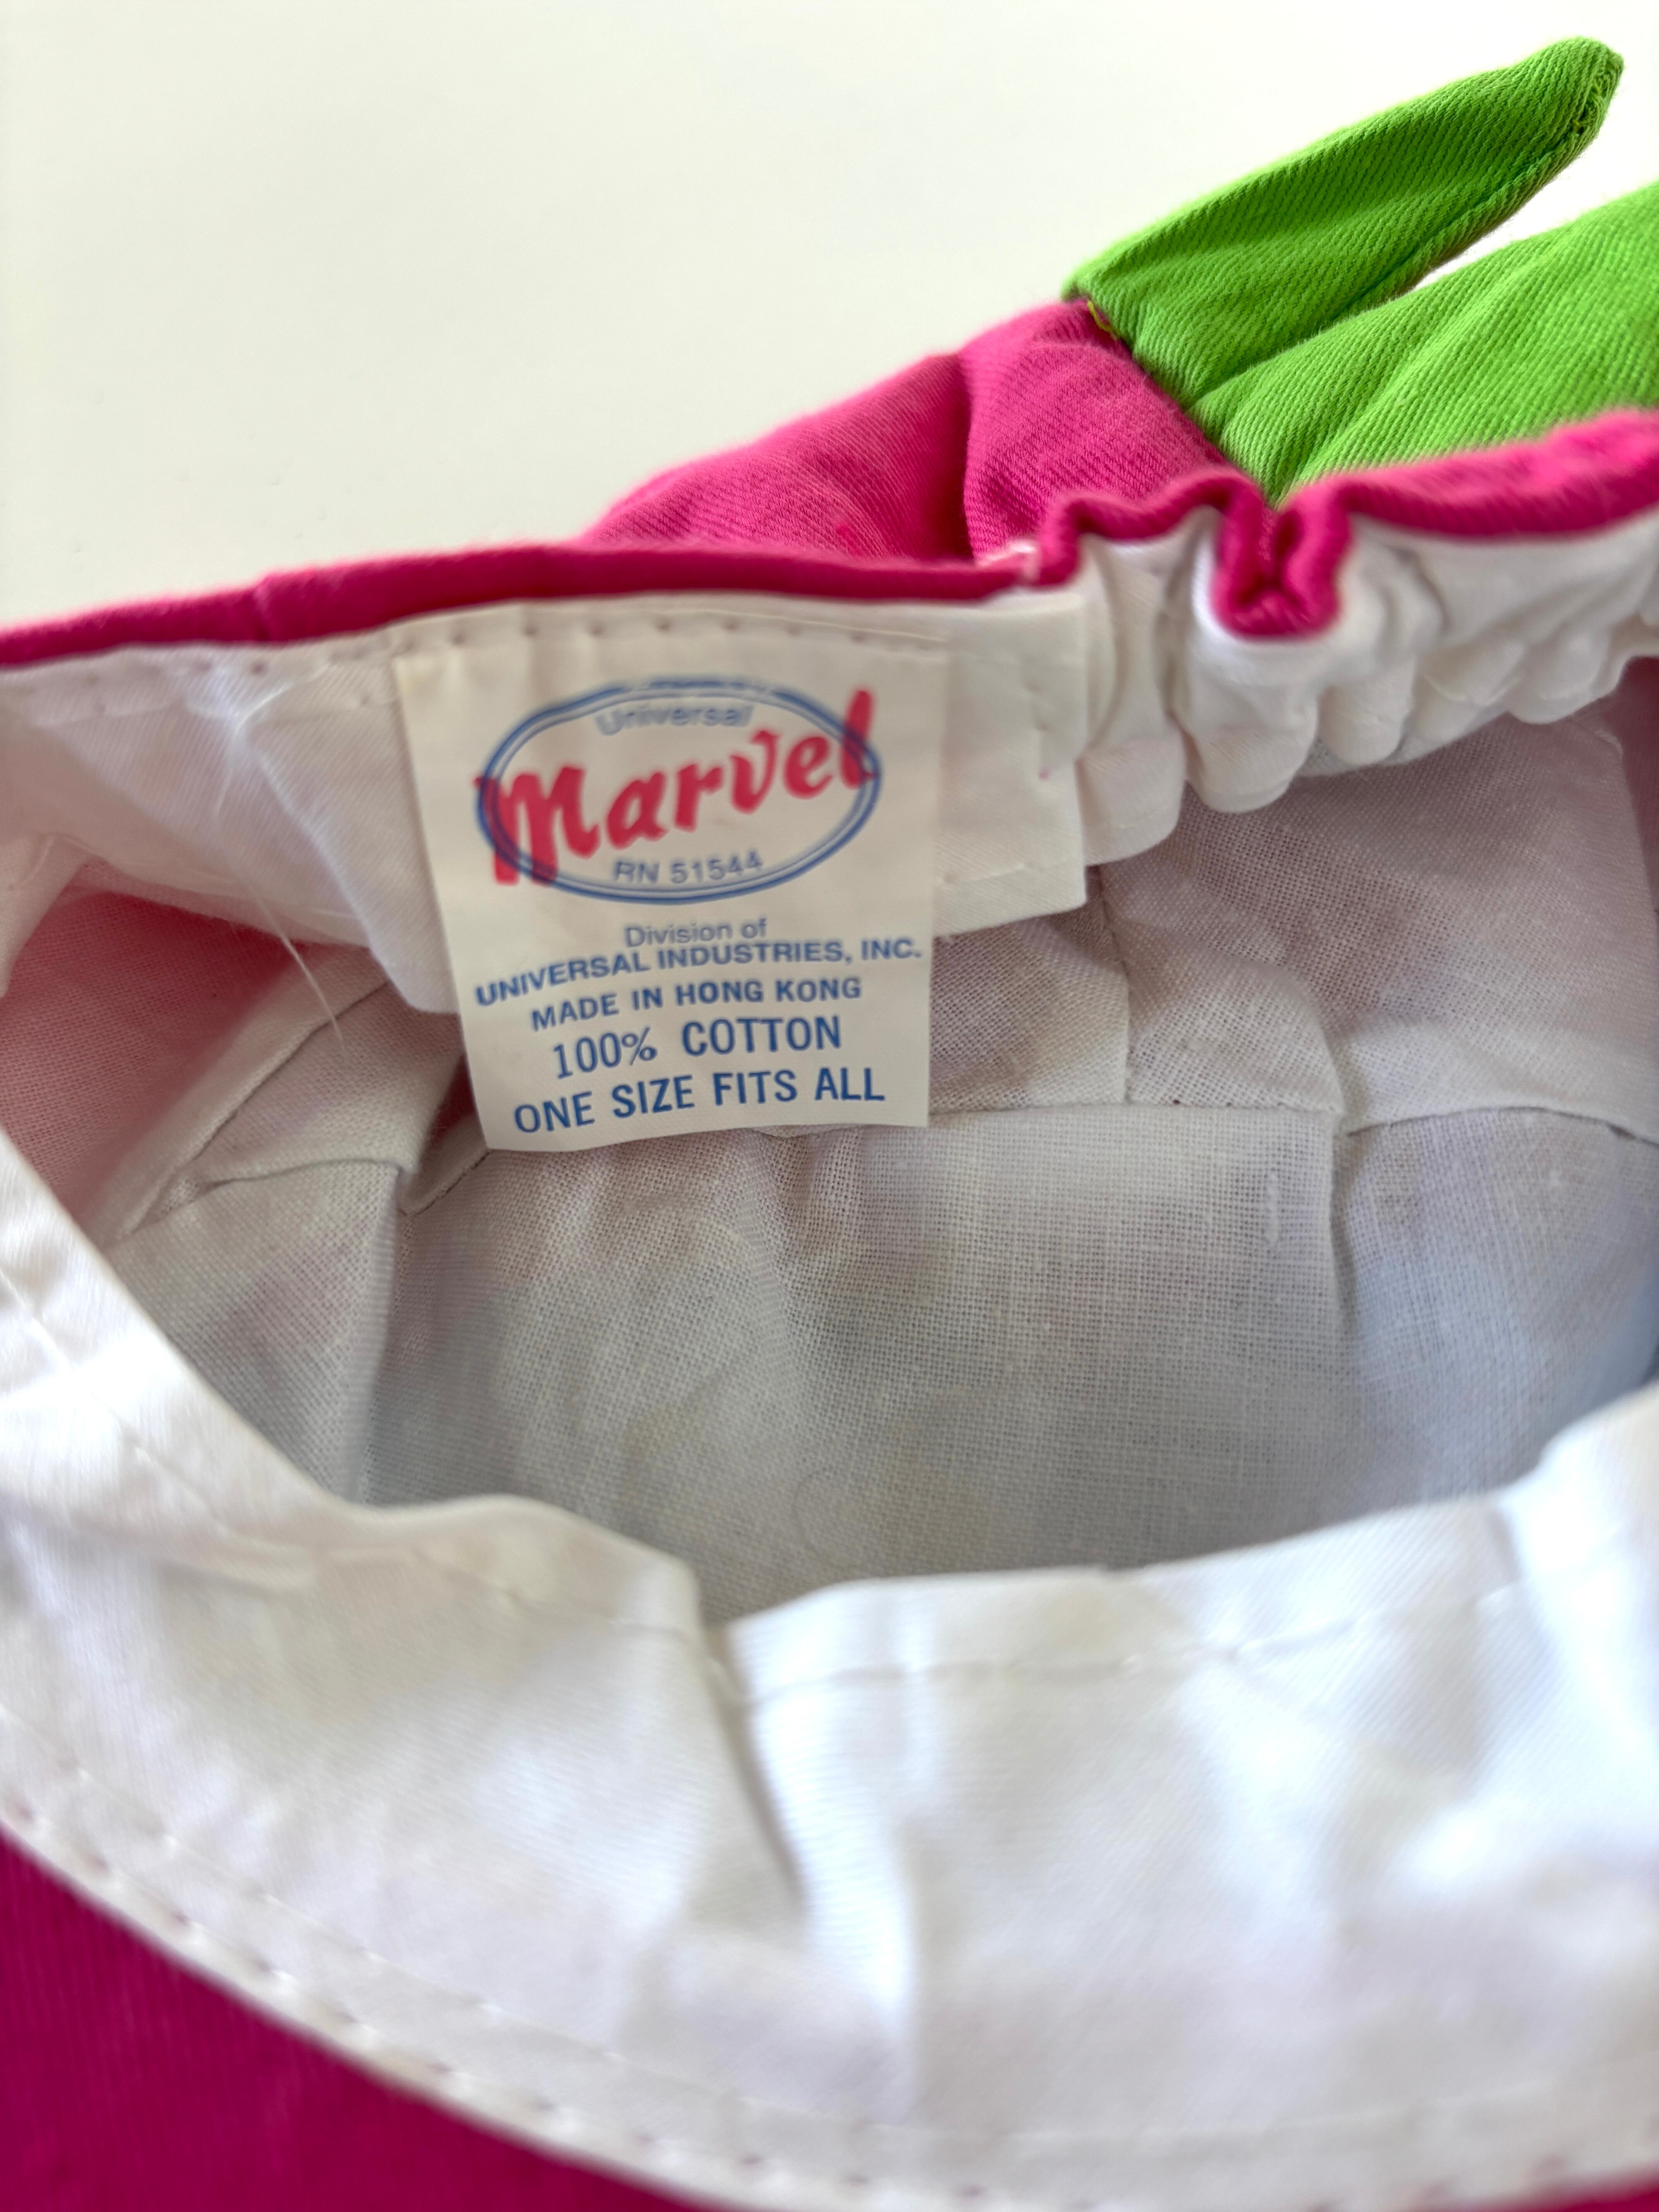 Universal
Marvel
RN 51544
Division of
UNIVERSAL INDUSTRIES, INC.
MADE IN HONG KONG
100% COTTON
ONE SIZE FITS ALL